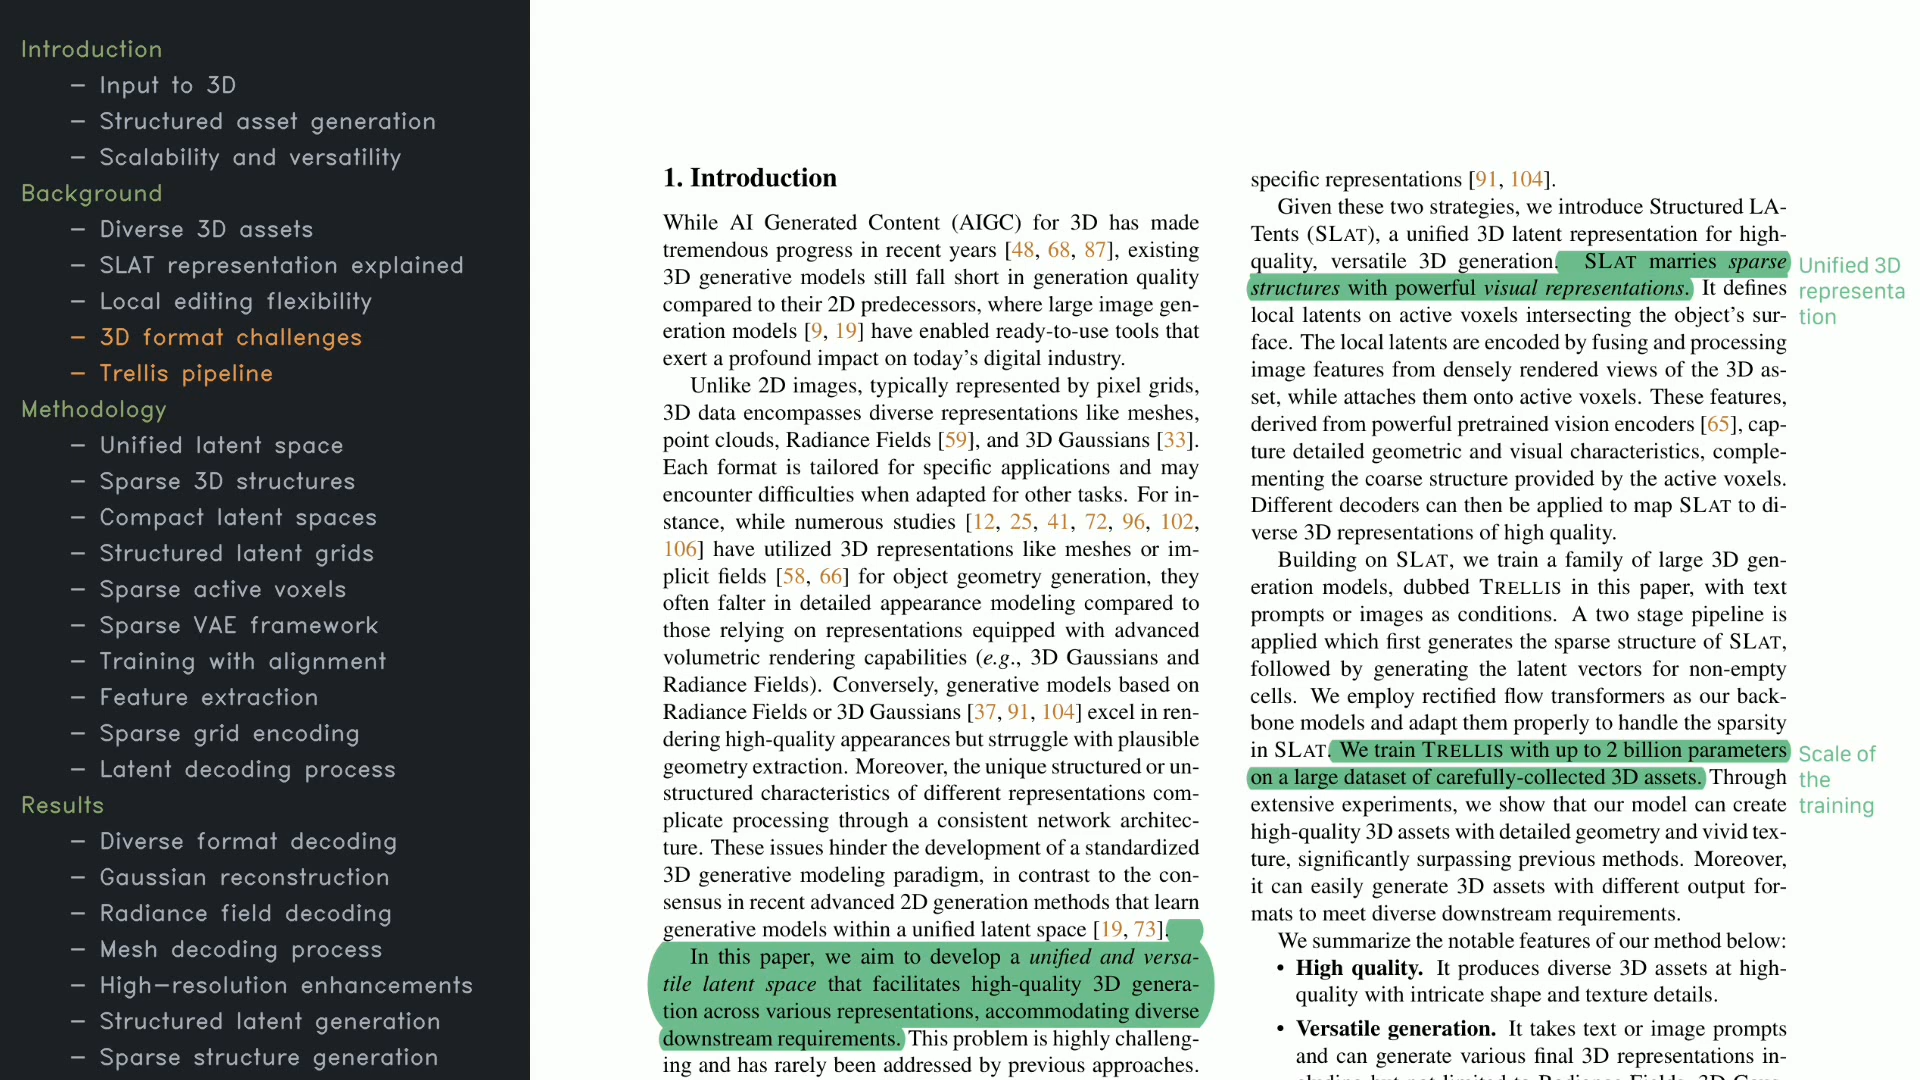 Introduction
– Input to 3D
– Structured asset generation
– Scalability and versatility
Background
– Diverse 3D assets
– SLAT representation explained
– Local editing flexibility
– 3D format challenges
– Trellis pipeline
Methodology
– Unified latent space
– Sparse 3D structures
– Compact latent spaces
– Structured latent grids
– Sparse active voxels
– Sparse VAE framework
– Training with alignment
– Feature extraction
– Sparse grid encoding
– Latent decoding process
Results
– Diverse format decoding
– Gaussian reconstruction
– Radiance field decoding
– Mesh decoding process
– High-resolution enhancements
– Structured latent generation
– Sparse structure generation
1. Introduction
While AI Generated Content (AIGC) for 3D has made
tremendous progress in recent years [48, 68, 87], existing
3D generative models still fall short in generation quality
compared to their 2D predecessors, where large image gen-
eration models [9, 19] have enabled ready-to-use tools that
exert a profound impact on today's digital industry.
Unlike 2D images, typically represented by pixel grids,
3D data encompasses diverse representations like meshes,
point clouds, Radiance Fields [59], and 3D Gaussians [33].
Each format is tailored for specific applications and may
encounter difficulties when adapted for other tasks. For in-
stance, while numerous studies [12, 25, 41, 72, 96, 102,
106] have utilized 3D representations like meshes or im-
plicit fields [58, 66] for object geometry generation, they
often falter in detailed appearance modeling compared to
those relying on representations equipped with advanced
volumetric rendering capabilities (e.g., 3D Gaussians and
Radiance Fields). Conversely, generative models based on
Radiance Fields or 3D Gaussians [37, 91, 104] excel in ren-
dering high-quality appearances but strruggle with plausible
geometry extraction. Moreover, the unique structured or un-
structured characteristics of different representations com-
plicate processing through a consistent network architec-
ture. These issues hinder the development of a standardized
3D generative modeling paradigm, in contrast to the con-
sensus in recent advanced 2D generation methods that learn
generative models within a unified latent space [19, 73].
In this paper, we aim to develop a unified and versa-
tile latent space that facilitates high-quality 3D genera-
tion across various representations, accommodating diverse
downstream requirements. This problem is highly challeng-
ing and has rarely been addressed by previous approaches.
specific representations [91, 104].
Given these two strategies, we introduce Structured LA-
Tents (SLAT), a unified 3D latent representation for high-
quality, versatile 3D generation. SLAT marries sparse
structures with powerful visual representations. It defines
local latents on active voxels intersecting the object's sur-
face. The local latents are encoded by fusing and processing
image features from densely rendered views of the 3D as-
set, while attaches them onto active voxels. These features,
derived from powerful pretrained vision encoders [65], cap-
ture detailed geometric and visual characteristics, comple-
menting the coarse structure provided by the active voxels.
Different decoders can then be applied to map SLAT to di-
verse 3D representations of high quality.
Building on SLAT, we train a family of large 3D gen-
eration models, dubbed TRELLIS in this paper, with text
prompts or images as conditions. A two stage pipeline is
applied which first generates the sparse structure of SLAT,
followed by generating the latent vectors for non-empty
cells. We employ rectified flow transformers as our back-
bone models and adapt them properly to handle the sparsity
in SLAT. We train TRELLIS with up to 2 billion parameters
on a large dataset of carefully-collected 3D assets. Through
extensive experiments, we show that our model can create
high-quality 3D assets with detailed geometry and vivid tex-
ture, significantly surpassing previous methods. Moreover,
it can easily generate 3D assets with different output for-
mats to meet diverse downstream requirements.
We summarize the notable features of our method below:
• High quality. It produces diverse 3D assets at high-
quality with intricate shape and texture details.
• Versatile generation. It takes text or image prompts
and can generate various final 3D representations in-
Unified 3D
representa
tion
Scale of
the
training